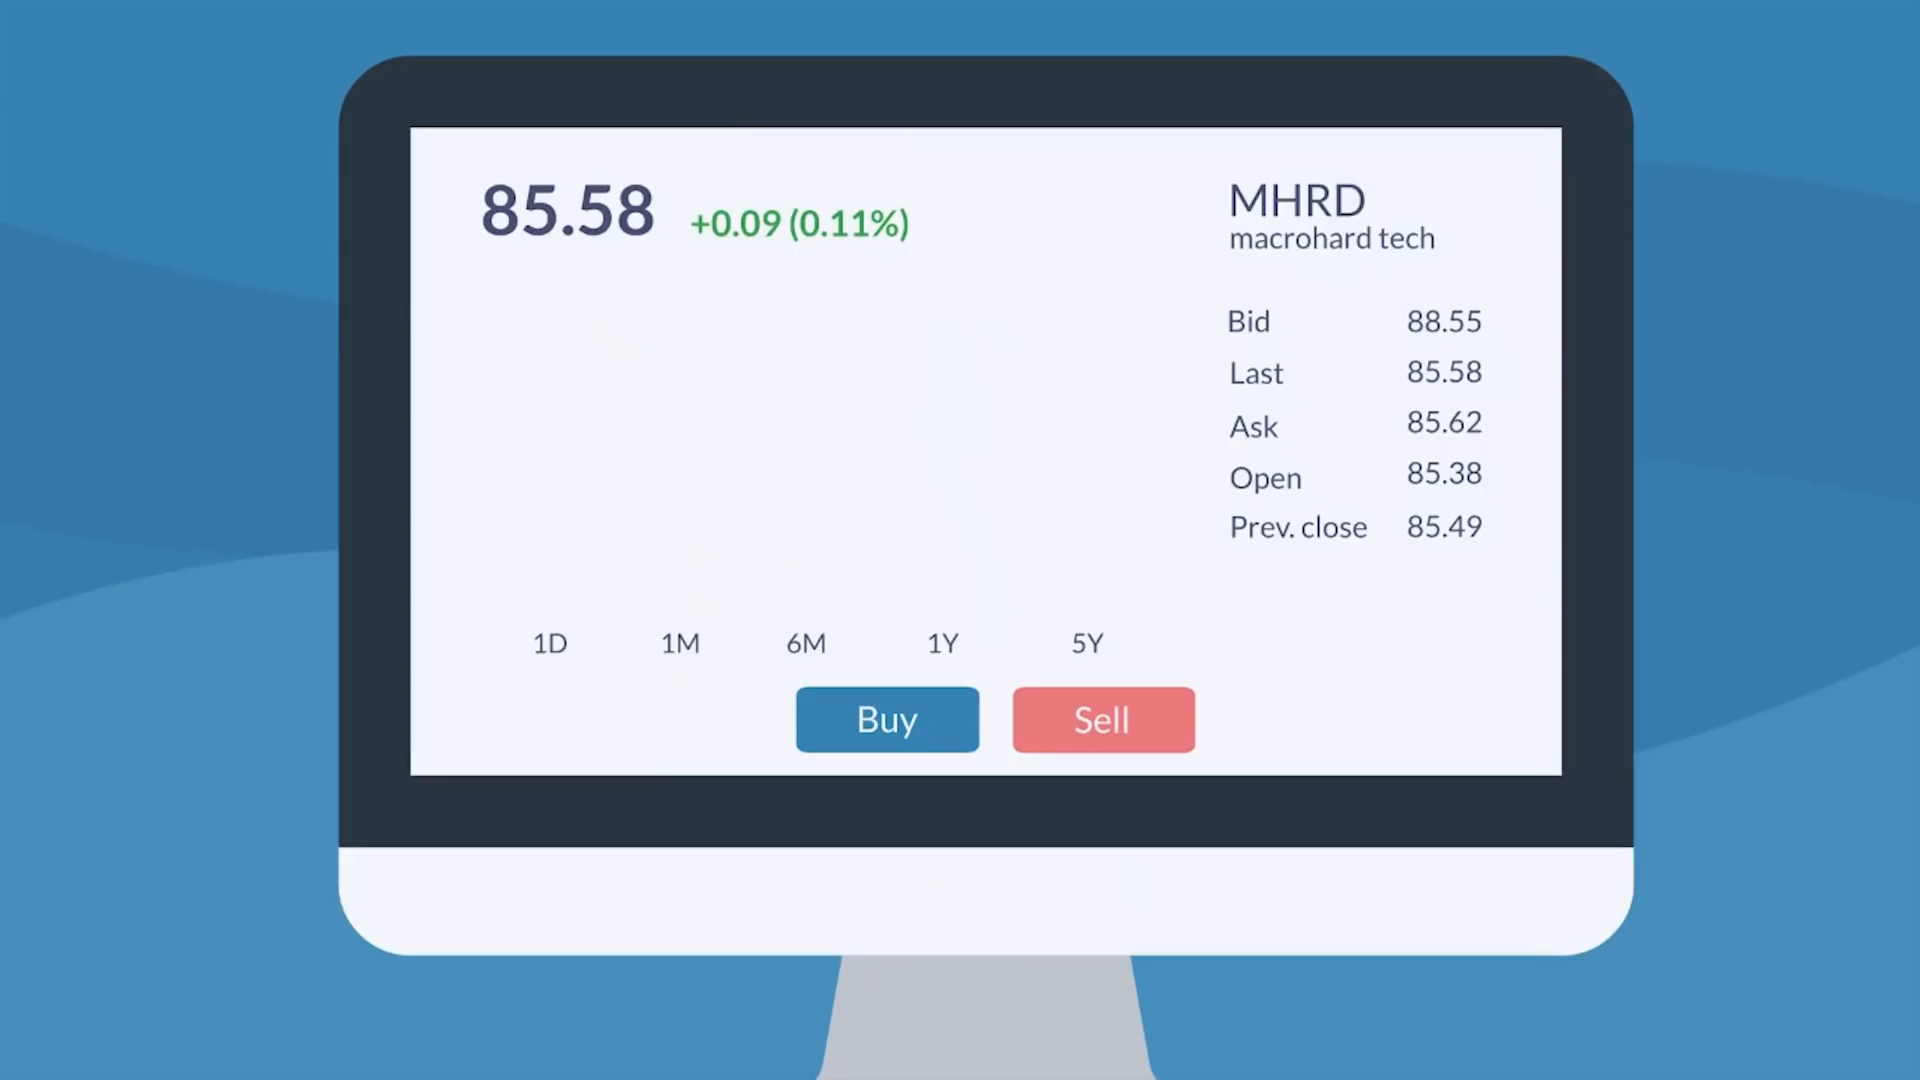 85.58 +0.09 (0.11%)
MHRD
macrohard tech
Bid 88.55
Last 85.58
Ask 85.62
Open 85.38
Prev. close 85.49
1D 1M 6M 1Y 5Y
Buy Sell